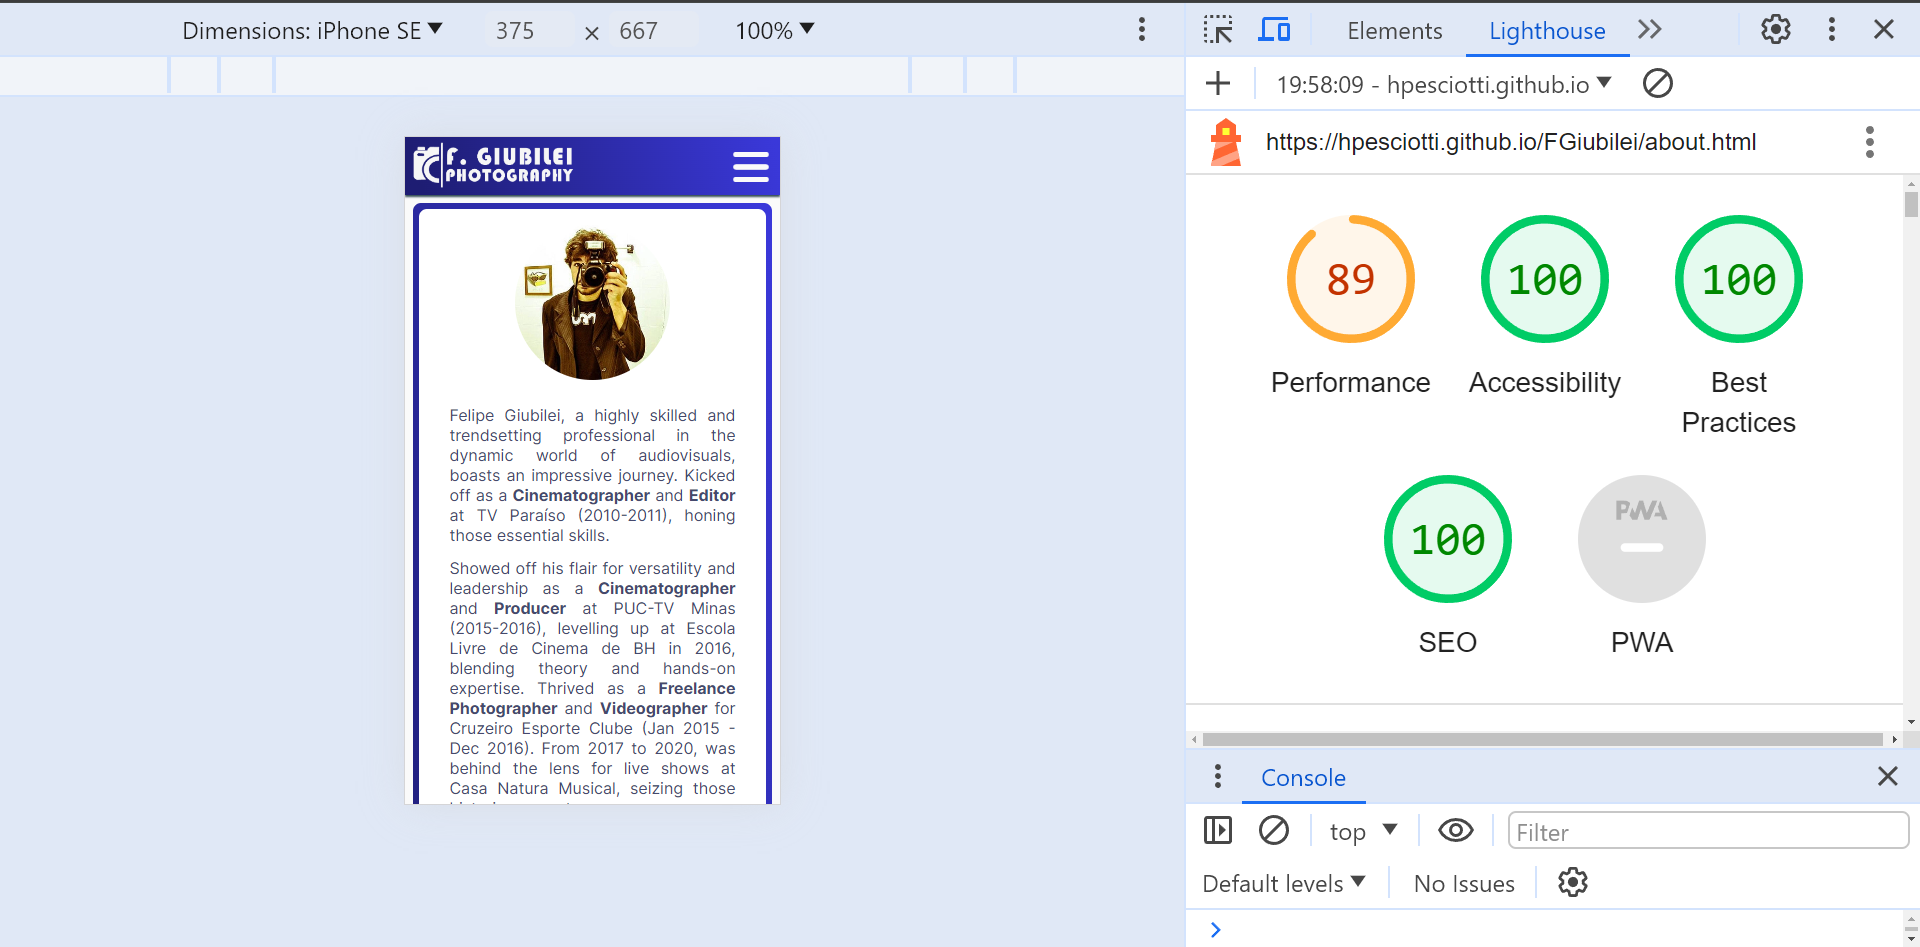 Dimensions: iPhone SE 375 × 667 100%
Elements Lighthouse
19:58:09 - hpesciotti.github.io
https://hpesciotti.github.io/FGiubilei/about.html
F. GIUBILEI
PHOTOGRAPHY
Felipe Giubilei, a highly skilled and
trendsetting professional in the
dynamic world of audiovisuals,
boasts an impressive journey. Kicked
off as a Cinematographer and Editor
at TV Paraíso (2010-2011), honing
those essential skills.
Showed off his flair for versatility and
leadership as a Cinematographer
and Producer at PUC-TV Minas
(2015-2016), levelling up at Escola
Livre de Cinema de BH in 2016,
blending theory and hands-on
expertise. Thrived as a Freelance
Photographer and Videographer for
Cruzeiro Esporte Clube (Jan 2015 -
Dec 2016). From 2017 to 2020, was
behind the lens for live shows at
Casa Natura Musical, seizing those
89
Performance
100
Accessibility
100
Best
Practices
100
SEO
PWA
PWA
Console
top Filter
Default levels No Issues